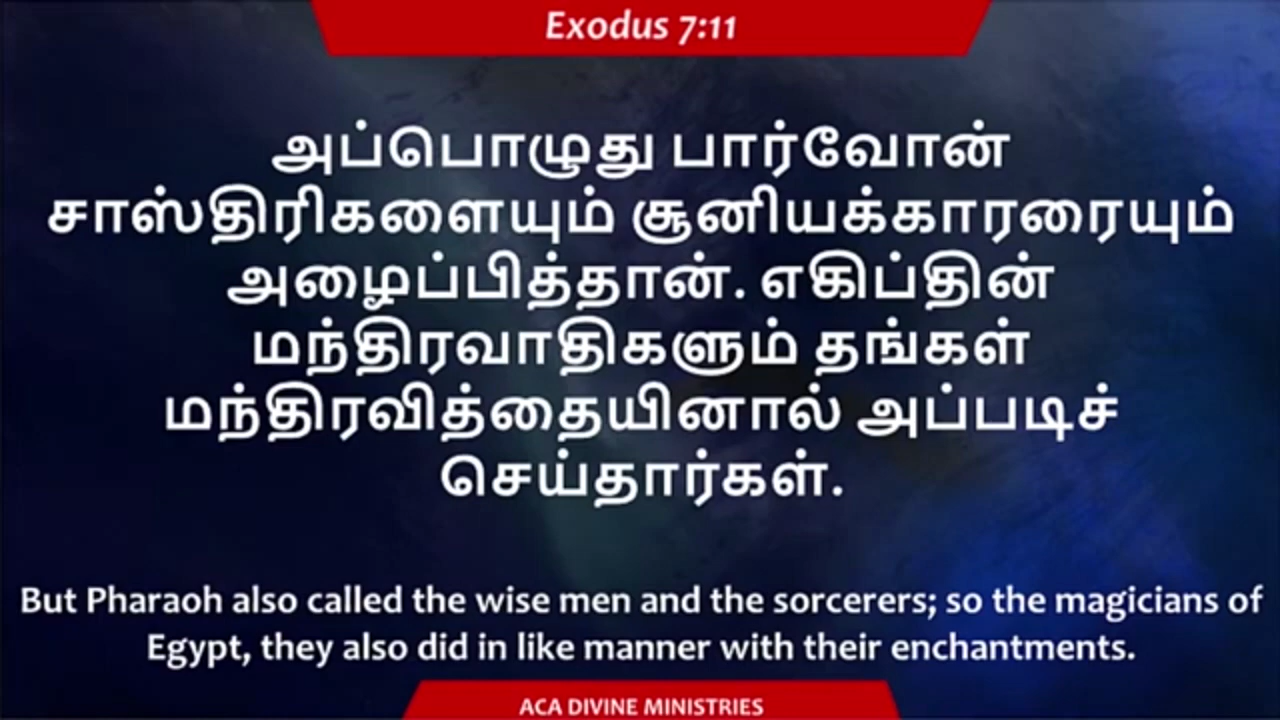 Exodus 7:11
அப்பொழுது பார்வோன்
சாஸ்திரிகளையும் சூனியக்காரரையும்
அழைப்பித்தான். எகிப்தின்
மந்திரவாதிகளும் தங்கள்
மந்திரவித்தையினால் அப்படிச்
செய்தார்கள்.
But Pharaoh also called the wise men and the sorcerers; so the magicians of
Egypt, they also did in like manner with their enchantments.
ACA DIVINE MINISTRIES